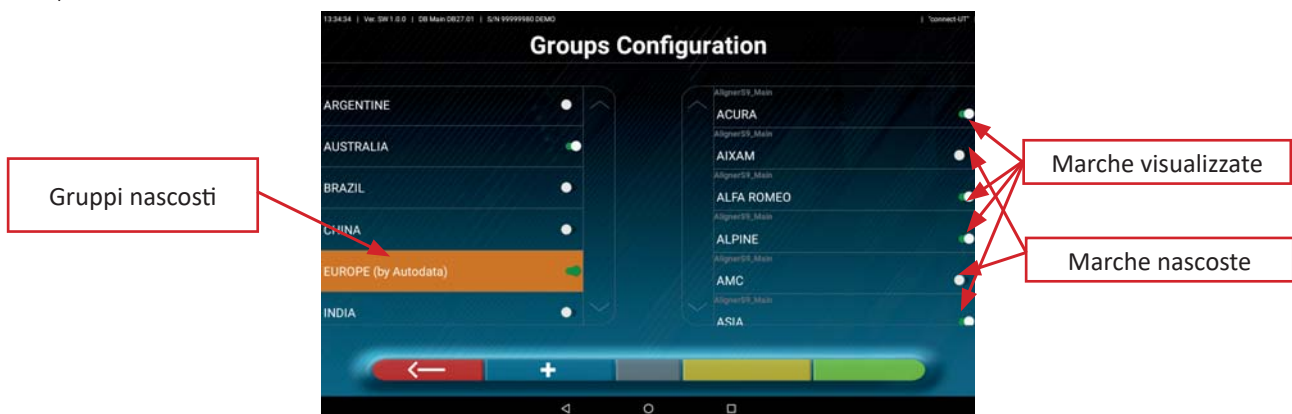 13:34:34 | Ver. SW 1.0.0 | DB Main DB27.01 | S/N 99999980 DEMO | "connect-UT"
Groups Configuration
ARGENTINE
AUSTRALIA
BRAZIL
CHINA
EUROPE (by Autodata)
INDIA
AlignerS9_Main
ACURA
AlignerS9_Main
AIXAM
AlignerS9_Main
ALFA ROMEO
AlignerS9_Main
ALPINE
AlignerS9_Main
AMC
AlignerS9_Main
ASIA
Gruppi nascosti
Marche visualizzate
Marche nascoste